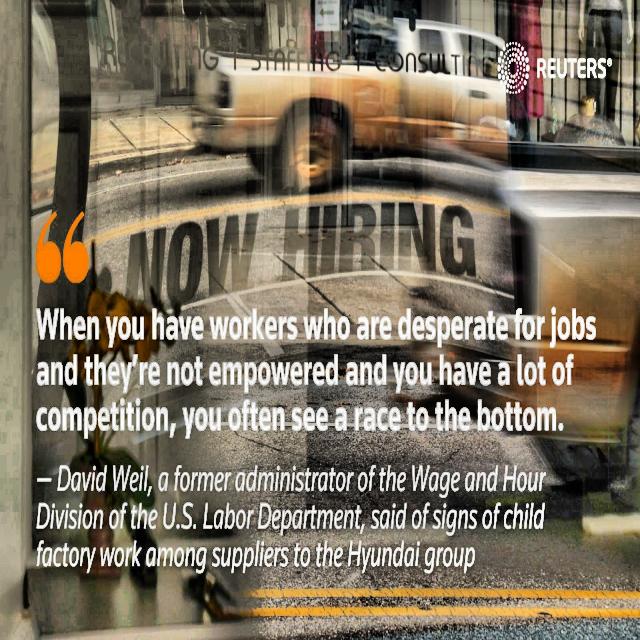 STAFFING | CONSULTING
REUTERS®
NOW HIRING
“
When you have workers who are desperate for jobs
and they're not empowered and you have a lot of
competition, you often see a race to the bottom.
– David Weil, a former administrator of the Wage and Hour
Division of the U.S. Labor Department, said of signs of child
factory work among suppliers to the Hyundai group